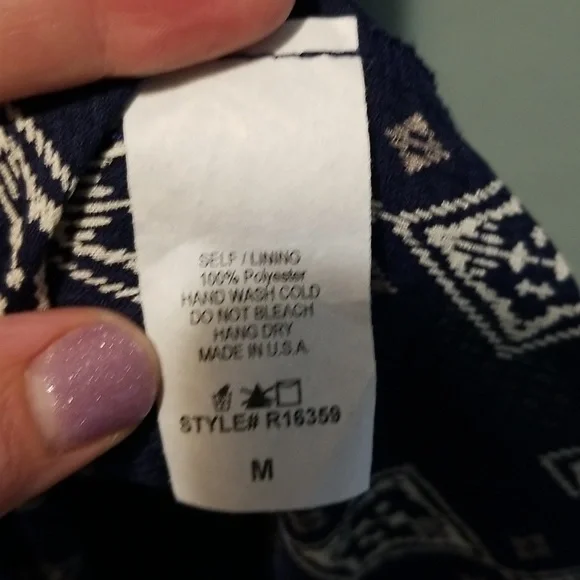 SELF / LINING
100% Polyester
HAND WASH COLD
DO NOT BLEACH
HANG DRY
MADE IN U.S.A.
STYLE# R16359
M